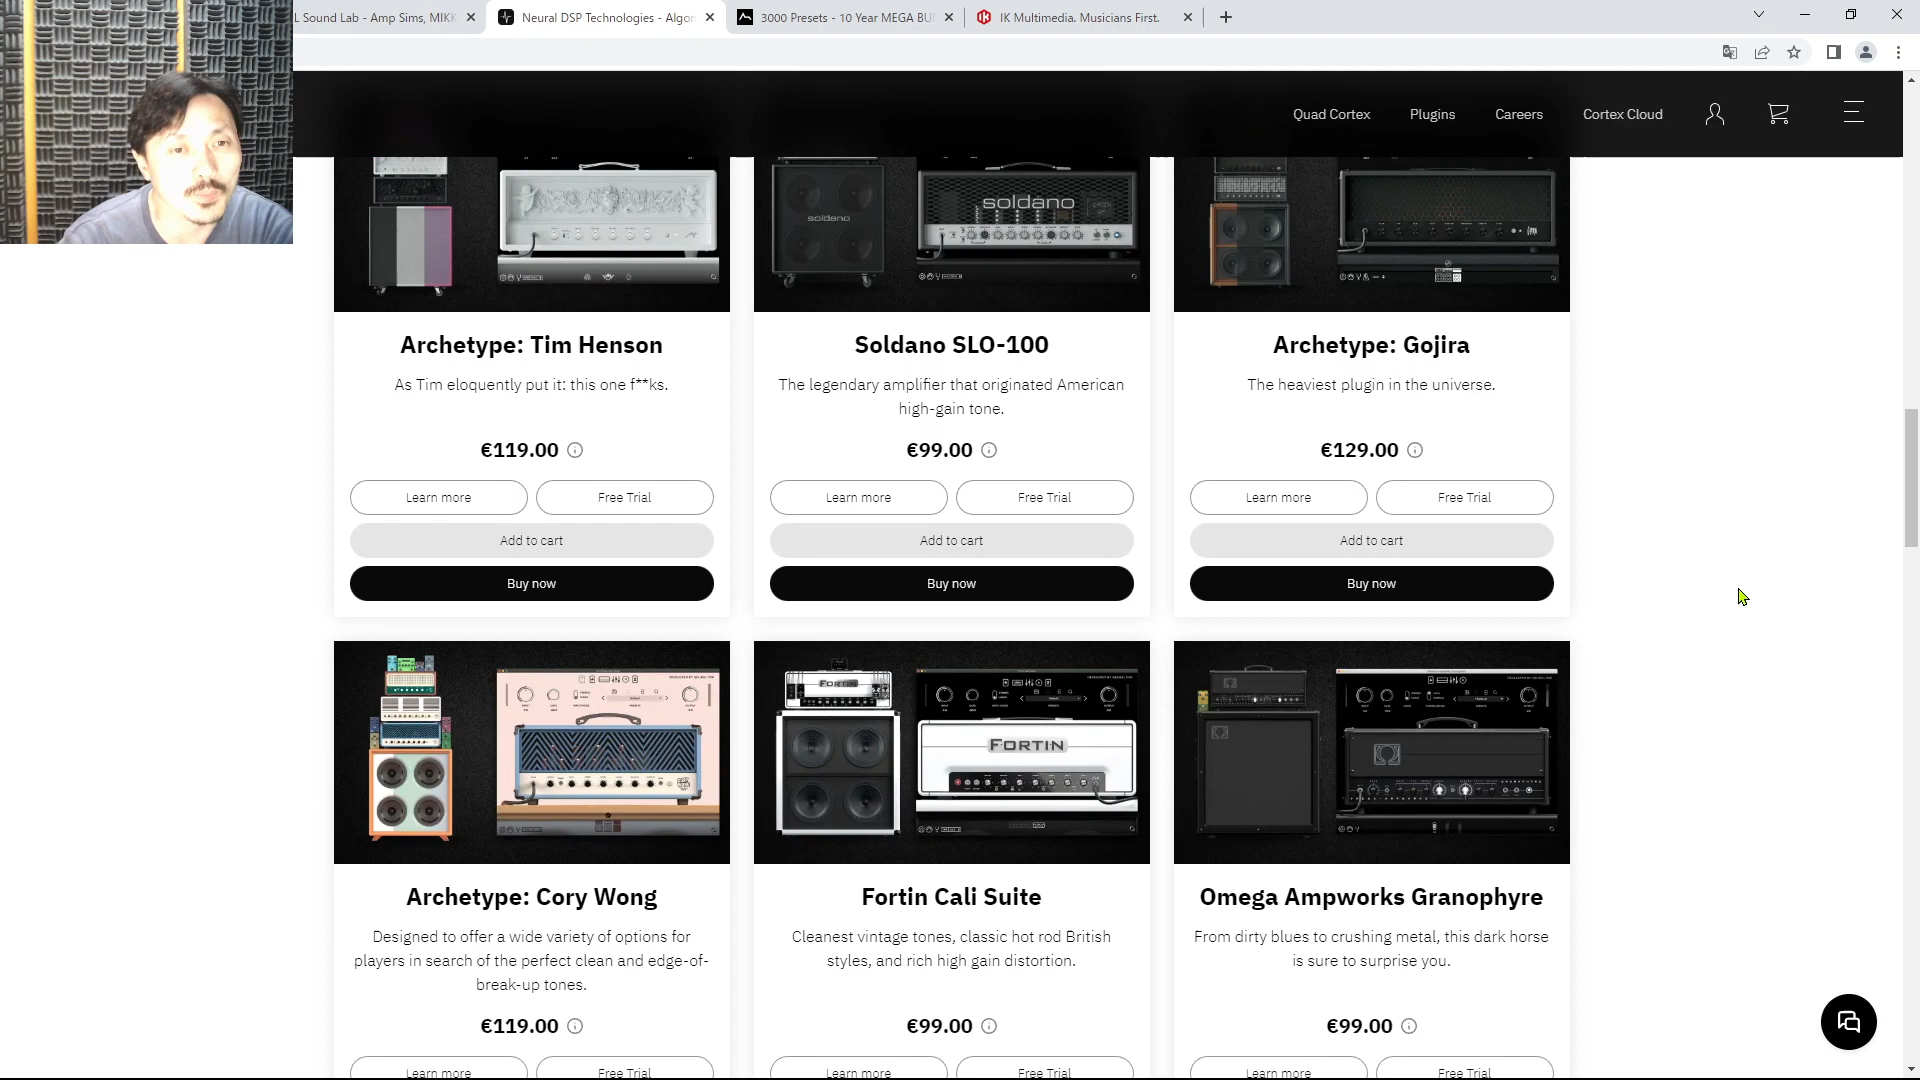 L Sound Lab - Amp Sims, MIKK
Neural DSP Technologies - Algor
3000 Presets - 10 Year MEGA BU
IK Multimedia. Musicians First.
Quad Cortex
Plugins
Careers
Cortex Cloud
soldano
soldano
Archetype: Tim Henson
Soldano SLO-100
Archetype: Gojira
As Tim eloquently put it: this one f**ks.
The legendary amplifier that originated American
high-gain tone.
The heaviest plugin in the universe.
€119.00
€99.00
€129.00
Learn more
Free Trial
Learn more
Free Trial
Learn more
Free Trial
Add to cart
Add to cart
Add to cart
Buy now
Buy now
Buy now
FORTIN
FORTIN
Archetype: Cory Wong
Fortin Cali Suite
Omega Ampworks Granophyre
Designed to offer a wide variety of options for
players in search of the perfect clean and edge-of-
break-up tones.
Cleanest vintage tones, classic hot rod British
styles, and rich high gain distortion.
From dirty blues to crushing metal, this dark horse
is sure to surprise you.
€119.00
€99.00
€99.00
Learn more
Free Trial
Learn more
Free Trial
Learn more
Free Trial